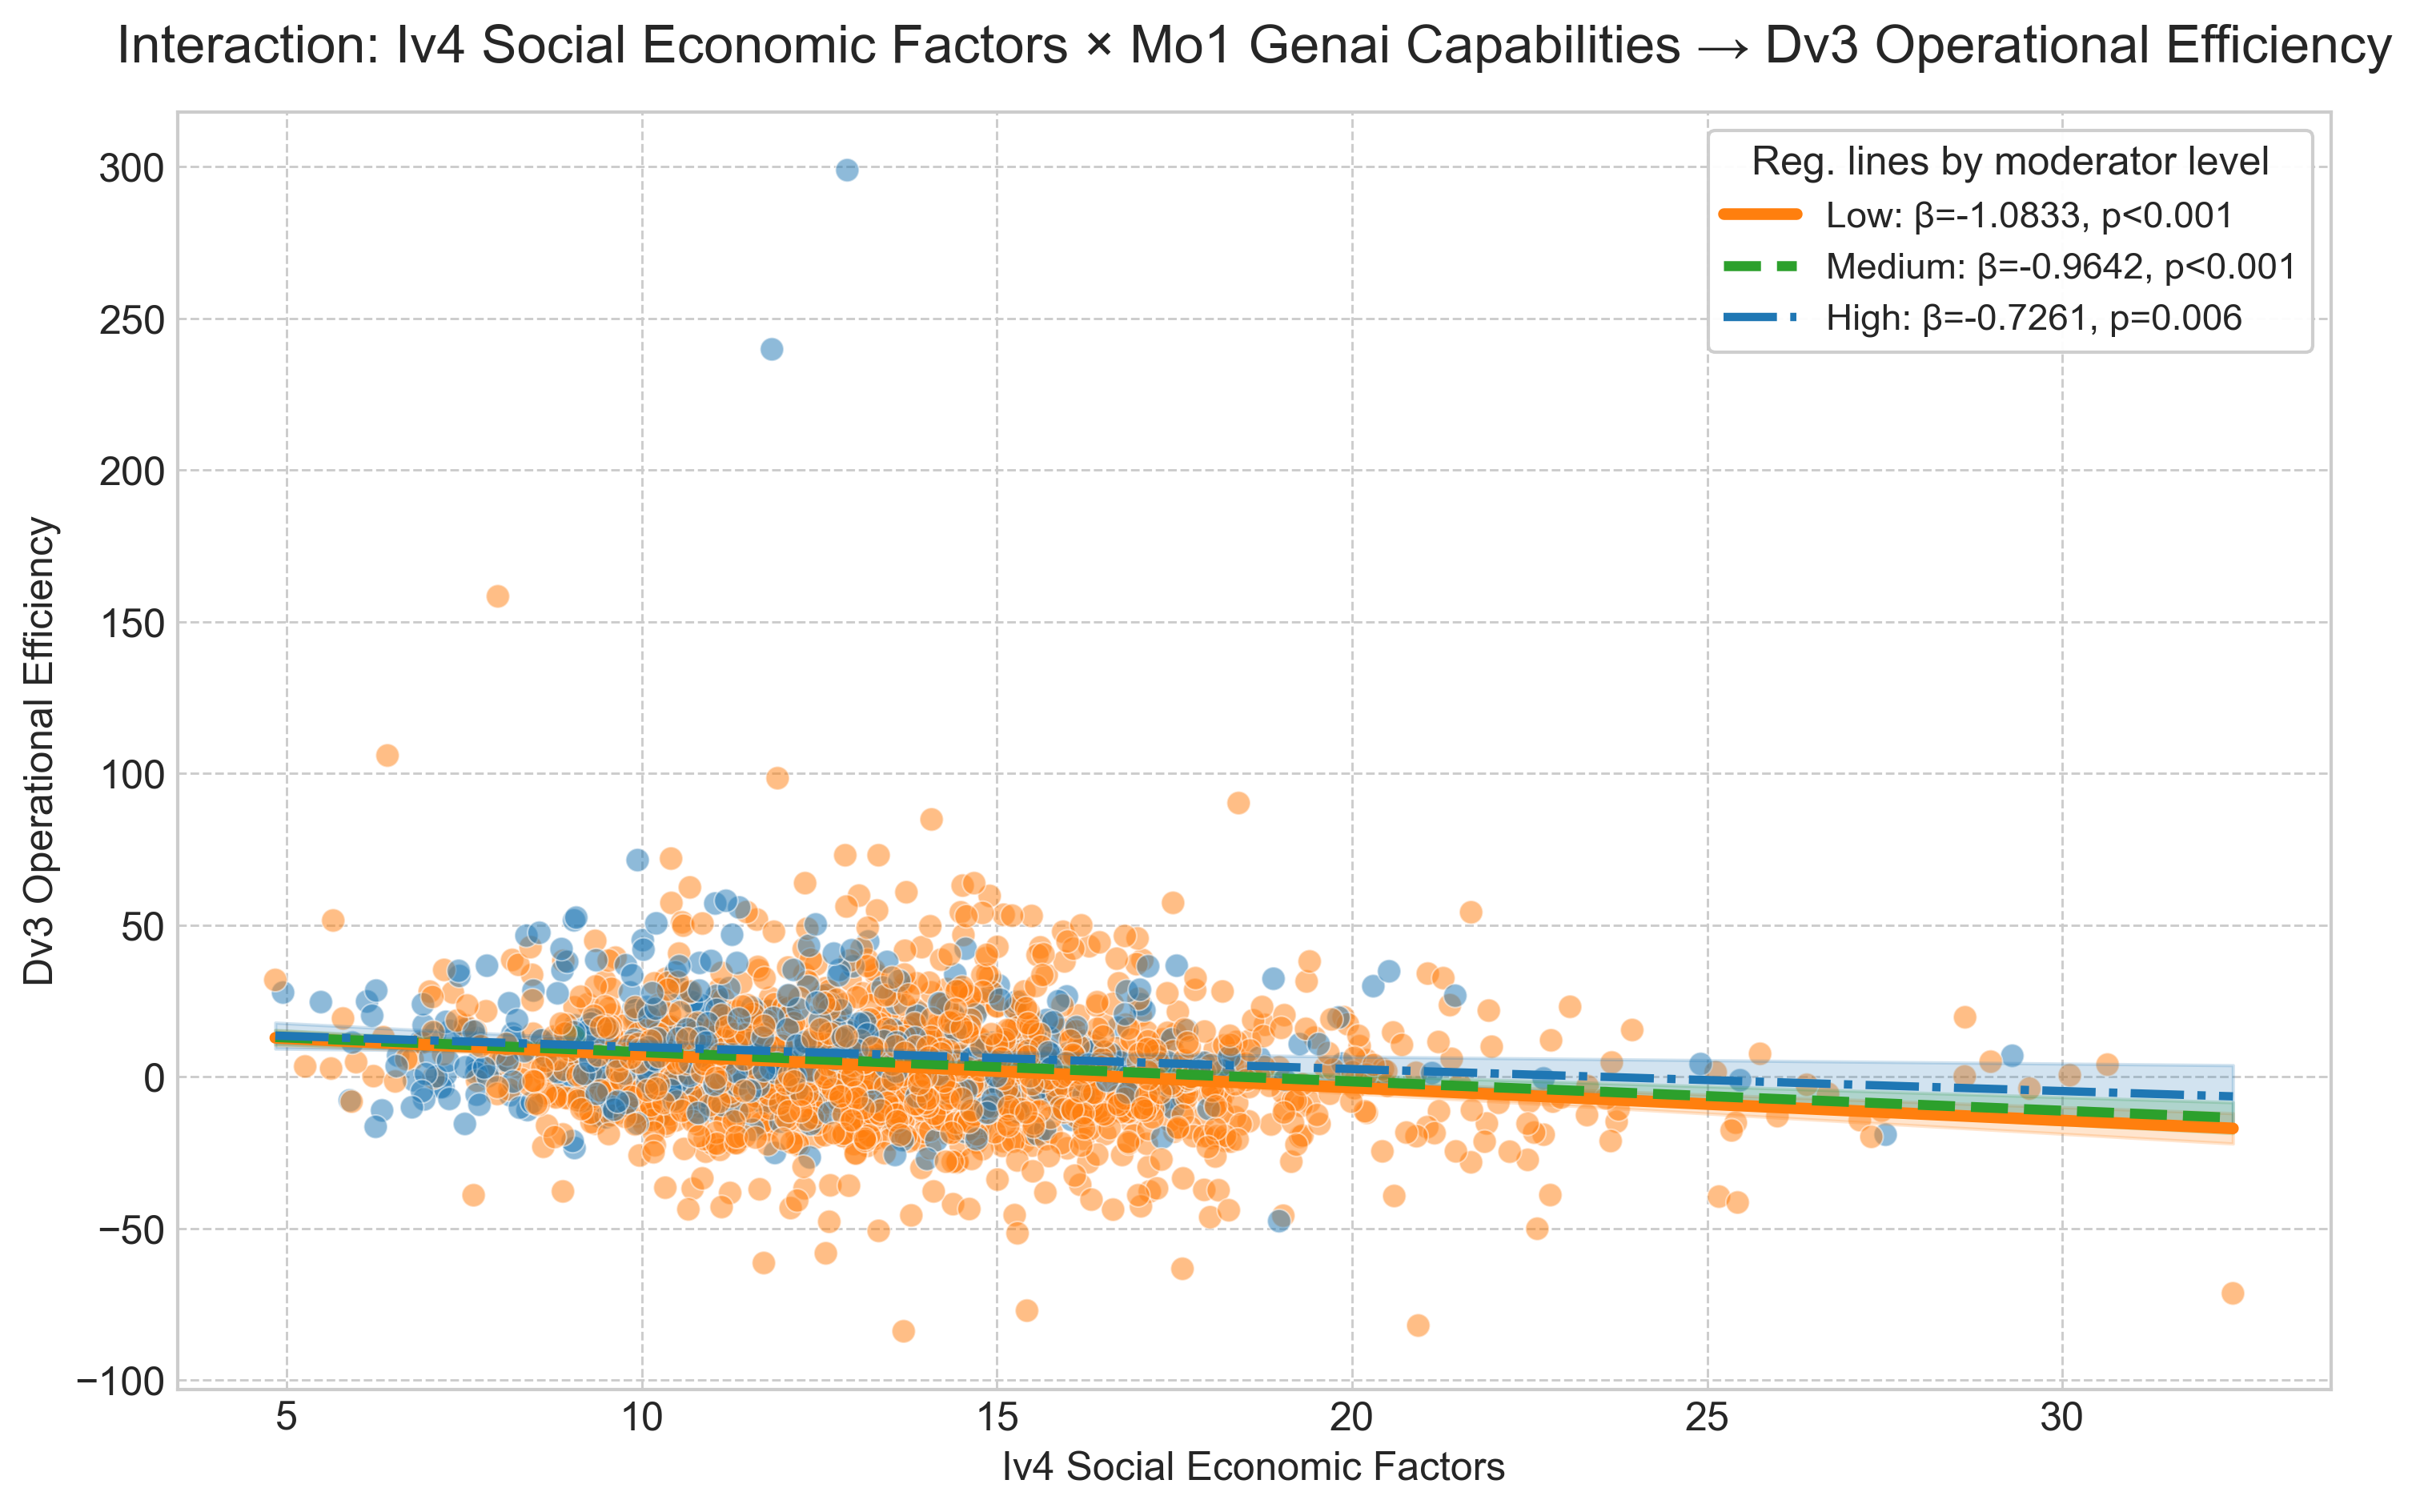 Interaction: Iv4 Social Economic Factors × Mo1 Genai Capabilities → Dv3 Operational Efficiency
Reg. lines by moderator level
Low: β=-1.0833, p<0.001
Medium: β=-0.9642, p<0.001
High: β=-0.7261, p=0.006
Dv3 Operational Efficiency
300
250
200
150
100
50
0
−50
−100
5 10 15 20 25 30
Iv4 Social Economic Factors